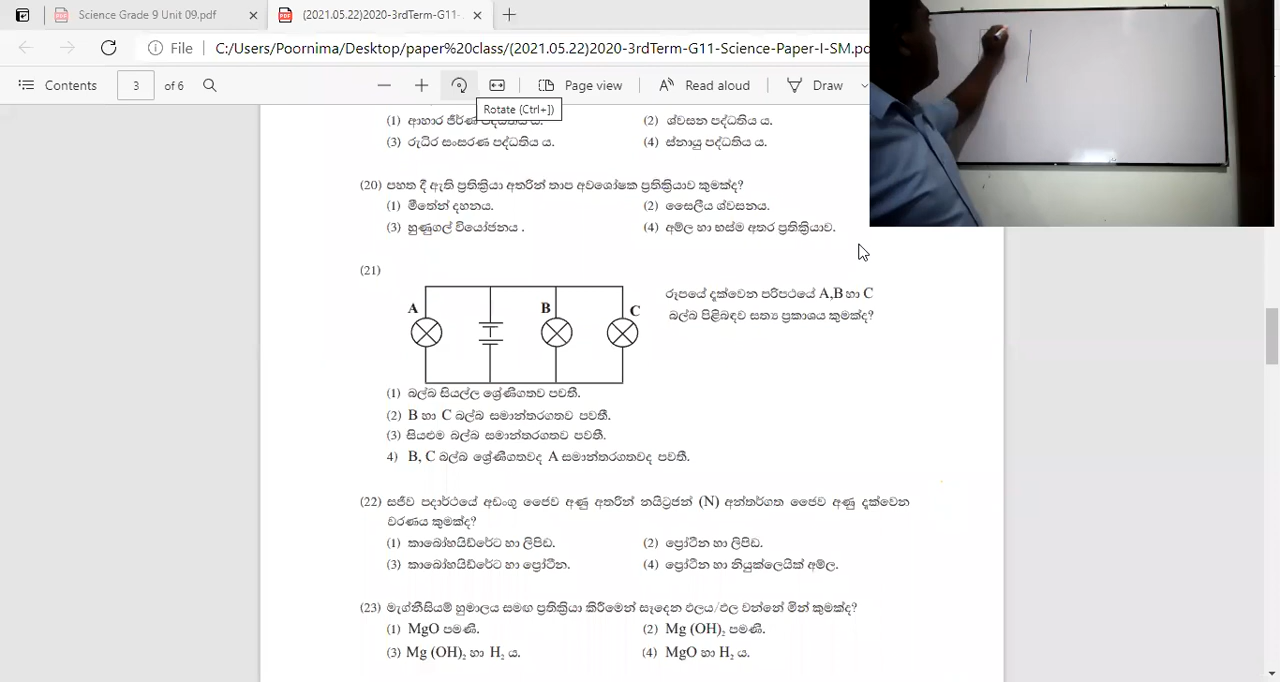 Science Grade 9 Unit 09.pdf
(2021.05.22)2020-3rdTerm-G11-
File
C:/Users/Poornima/Desktop/paper%20class/(2021.05.22)2020-3rdTerm-G11-Science-Paper-I-SM.pd
Contents 3 of 6 Page view Read aloud Draw
Rotate (Ctrl+])
(1) ආහාර ජීර්ණ (2) ශ්වසන පද්ධතිය ය.
(3) රුධිර සංසරණ පද්ධතිය ය. (4) ස්නායු පද්ධතිය ය.
(20) පහත දී ඇති ප්‍රතික්‍රියා අතරින් තාප අවශෝෂක ප්‍රතික්‍රියාව කුමක්ද?
(1) මීතේන් දහනය. (2) සෛලීය ශ්වසනය.
(3) හුණුගල් වියෝජනය . (4) අම්ල හා භස්ම අතර ප්‍රතික්‍රියාව.
(21)
A B C
රූපයේ දැක්වෙන පරිපථයේ A,B හා C
බල්බ පිළිබඳව සත්‍ය ප්‍රකාශය කුමක්ද?
(1) බල්බ සියල්ල ශ්‍රේණිගතව පවතී.
(2) B හා C බල්බ සමාන්තරගතව පවතී.
(3) සියළුම බල්බ සමාන්තරගතව පවතී.
4) B, C බල්බ ශ්‍රේණිගතවද A සමාන්තරගතවද පවතී.
(22) සජීව පදාර්ථයේ අඩංගු ජෛව අණු අතරින් නයිට්‍රජන් (N) අන්තර්ගත ජෛව අණු දැක්වෙන
වරණය කුමක්ද?
(1) කාබෝහයිඩ්රේට හා ලිපිඩ. (2) ප්‍රෝටීන හා ලිපිඩ.
(3) කාබෝහයිඩ්රේට හා ප්‍රෝටීන. (4) ප්‍රෝටීන හා නියුක්ලෙයික් අම්ල.
(23) මැග්නීසියම් හුමාලය සමඟ ප්‍රතික්‍රියා කිරීමෙන් සෑදෙන ඵලය/ඵල වන්නේ මින් කුමක්ද?
(1) MgO පමණි. (2) Mg (OH)₂ පමණි.
(3) Mg (OH)₂ හා H₂ ය. (4) MgO හා H₂ ය.